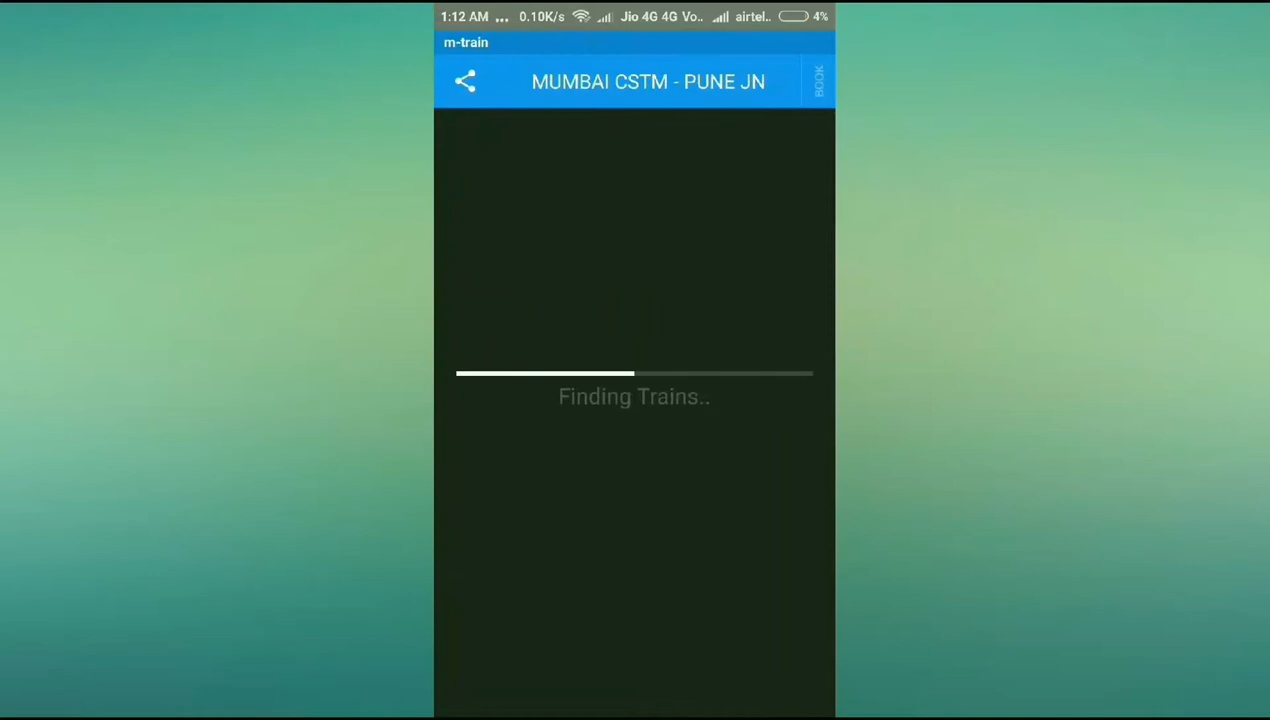 1:12 AM ... 0.10K/s Jio 4G 4G Vo.. airtel.. 4%
m-train
MUMBAI CSTM - PUNE JN
BOOK
Finding Trains..